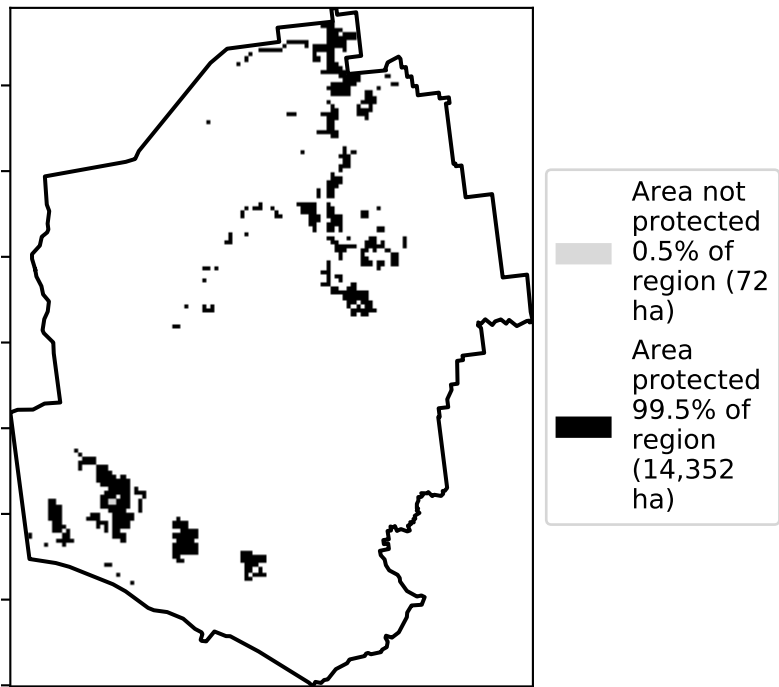 Area not
protected
0.5% of
region (72
ha)
Area
protected
99.5% of
region
(14,352
ha)